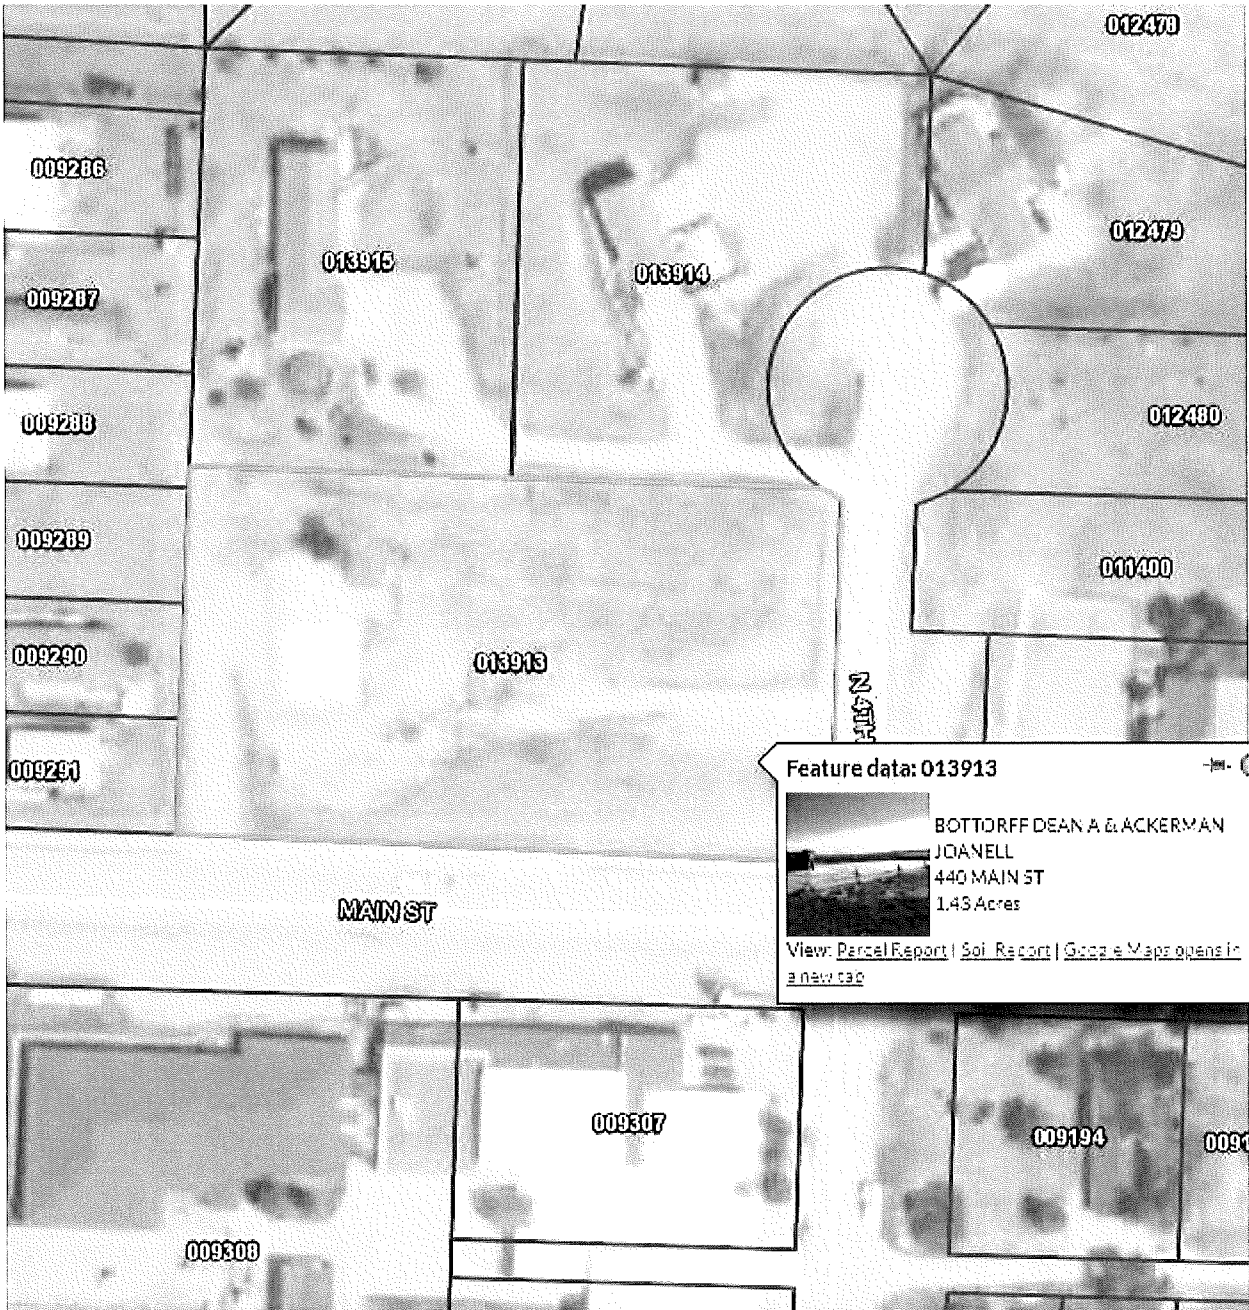 012478
009286
012479
013915
013914
009287
012480
009288
009289
011400
009290
013913
N 4TH
009291
Feature data: 013913
BOTTORFF DEAN A & ACKERMAN
JOANELL
440 MAIN ST
1.43 Acres
View: Parcel Report | Soil Report | Google Maps opens in
a new tab
MAIN ST
009307
009194
0091
009308